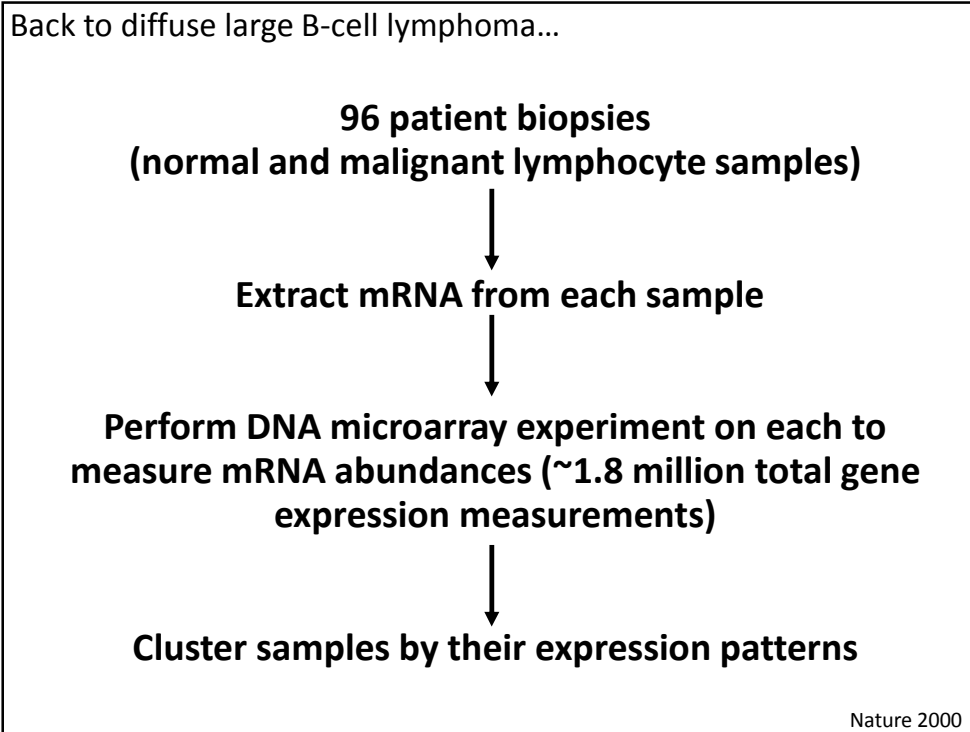 Back to diffuse large B-cell lymphoma…
96 patient biopsies
(normal and malignant lymphocyte samples)
Extract mRNA from each sample
Perform DNA microarray experiment on each to
measure mRNA abundances (~1.8 million total gene
expression measurements)
Cluster samples by their expression patterns
Nature 2000